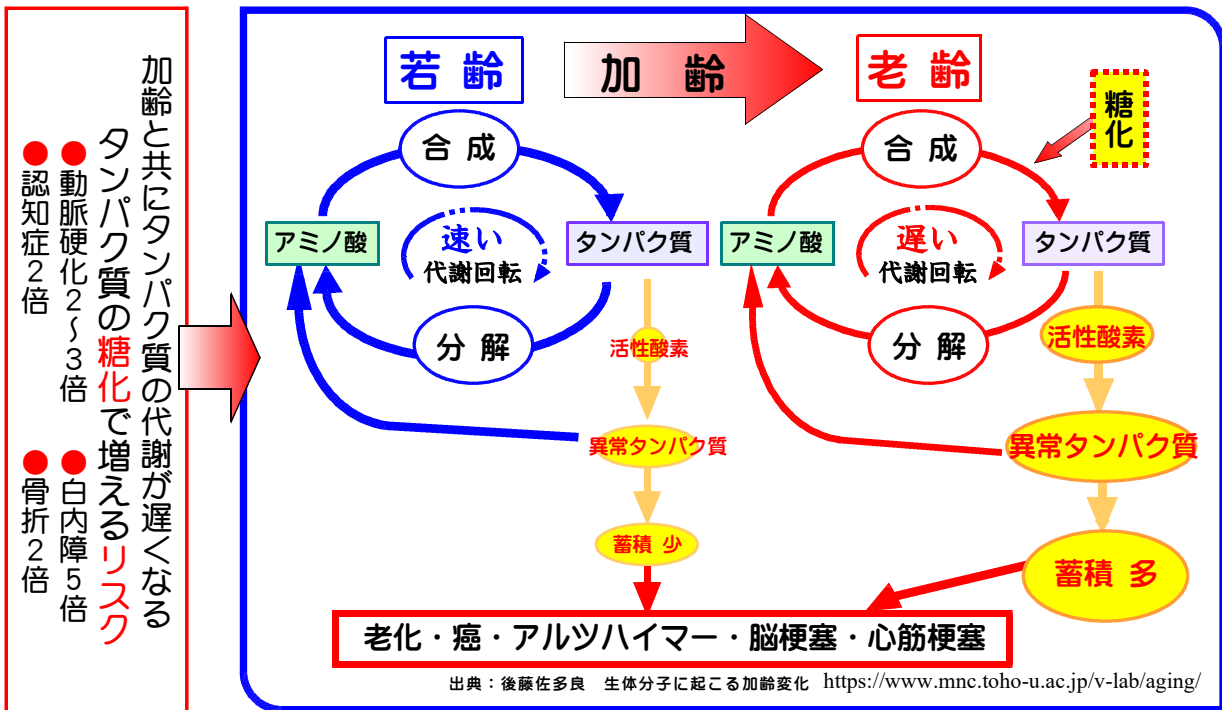 加齢と共にタンパク質の代謝が遅くなる
タンパク質の糖化で増えるリスク
●動脈硬化2～3倍 ●白内障5倍
●認知症2倍 ●骨折2倍
若 齢
加 齢
老 齢
糖化
合 成
アミノ酸
速い
代謝回転
タンパク質
分 解
活性酸素
異常タンパク質
蓄積 少
合 成
アミノ酸
遅い
代謝回転
タンパク質
分 解
活性酸素
異常タンパク質
蓄積 多
老化・癌・アルツハイマー・脳梗塞・心筋梗塞
出典：後藤佐多良 生体分子に起こる加齢変化 https://www.mnc.toho-u.ac.jp/v-lab/aging/